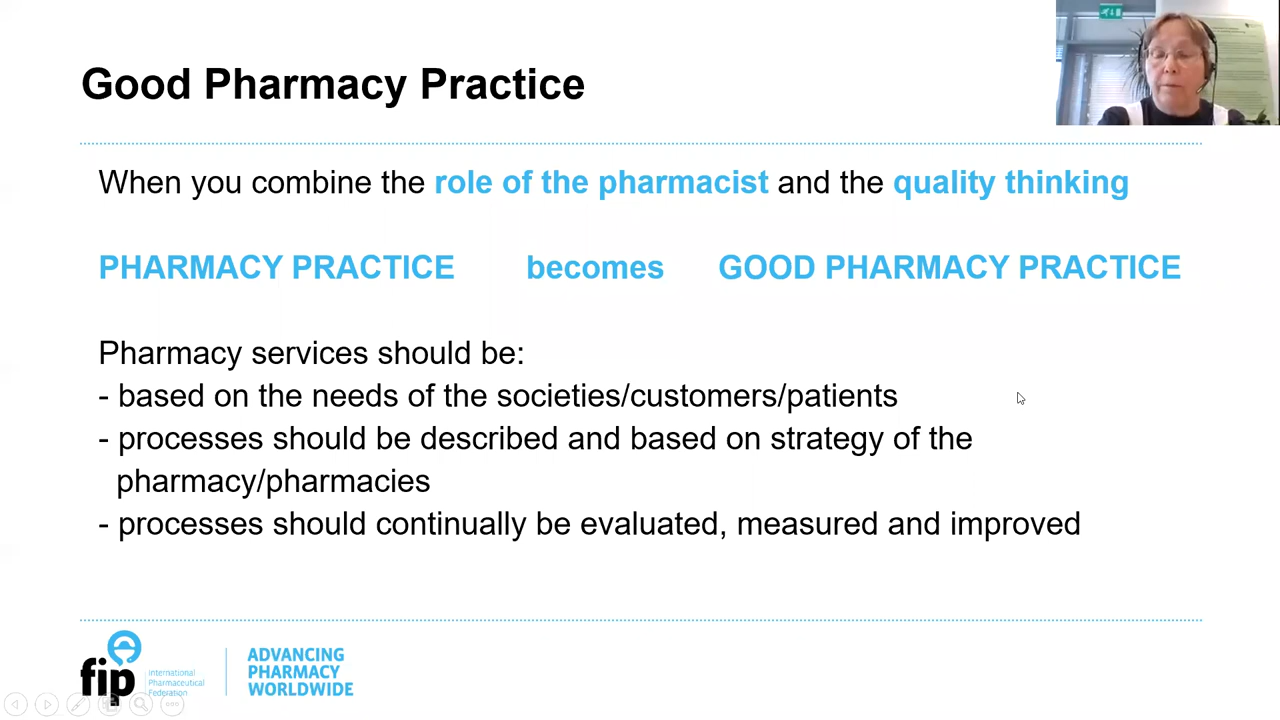 Good Pharmacy Practice
When you combine the role of the pharmacist and the quality thinking
PHARMACY PRACTICE becomes GOOD PHARMACY PRACTICE
Pharmacy services should be:
- based on the needs of the societies/customers/patients
- processes should be described and based on strategy of the
pharmacy/pharmacies
- processes should continually be evaluated, measured and improved
fip
International
Pharmaceutical
Federation
ADVANCING
PHARMACY
WORLDWIDE